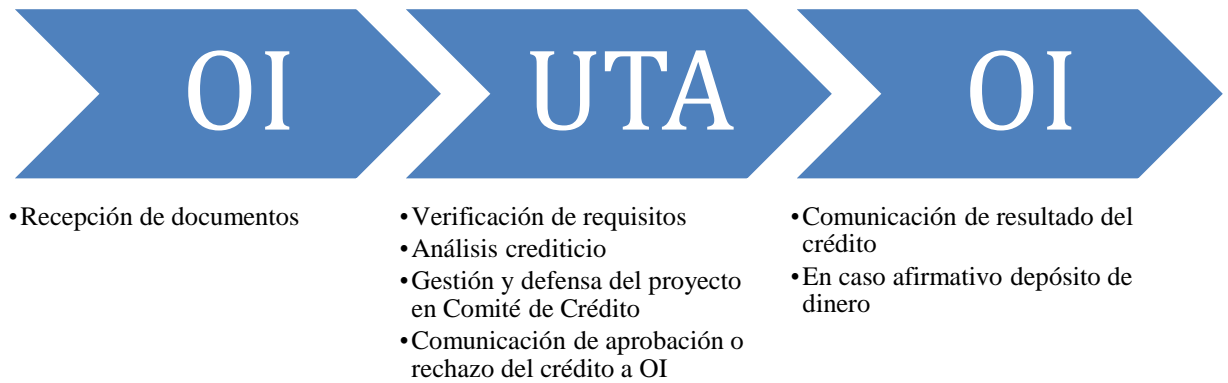 OI
UTA
OI
•Recepción de documentos
•Verificación de requisitos
•Análisis crediticio
•Gestión y defensa del proyecto
en Comité de Crédito
•Comunicación de aprobación o
rechazo del crédito a OI
•Comunicación de resultado del
crédito
•En caso afirmativo depósito de
dinero